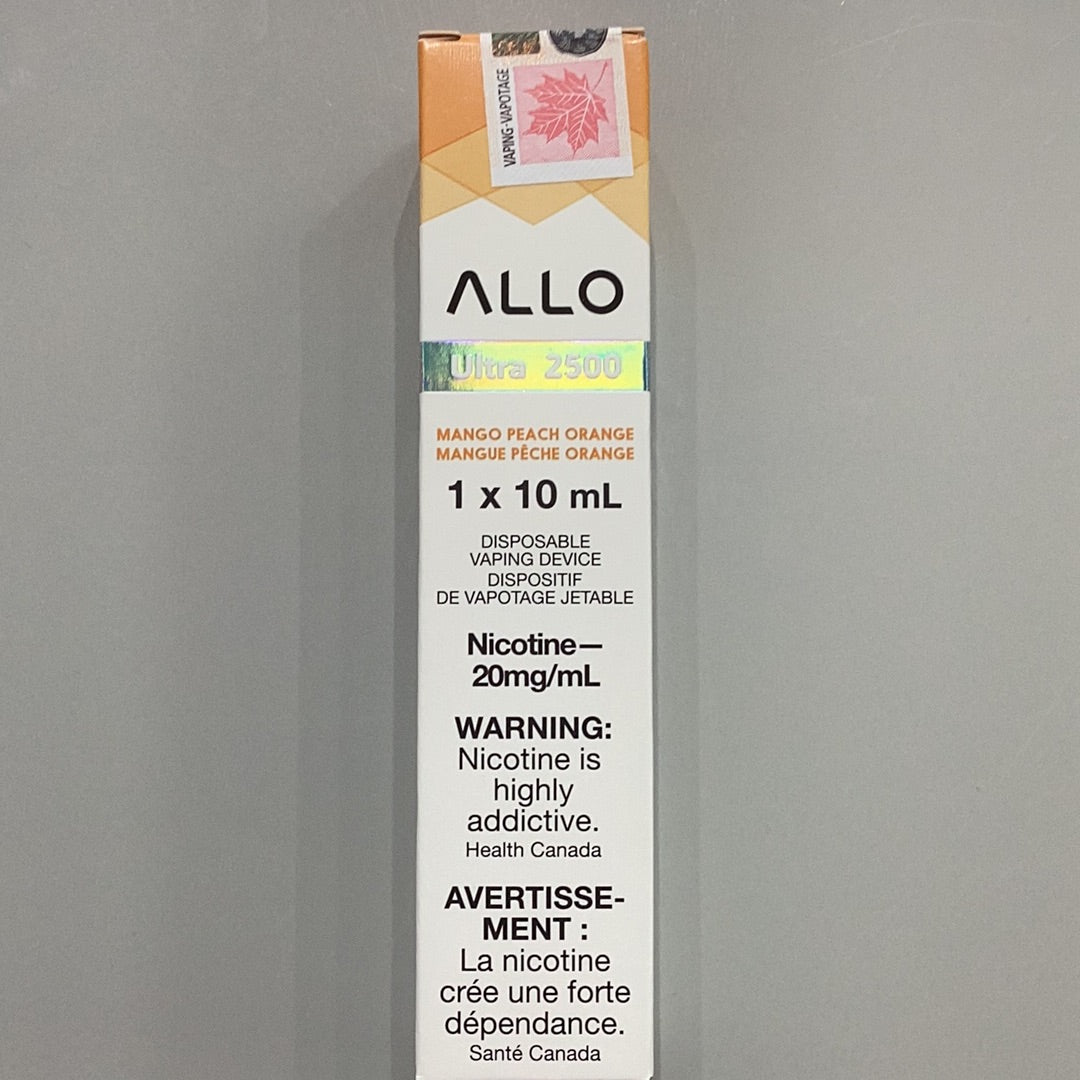 VAPING-VAPOTAGE
ALLO
Ultra 2500
MANGO PEACH ORANGE
MANGUE PÊCHE ORANGE
1 x 10 mL
DISPOSABLE
VAPING DEVICE
DISPOSITIF
DE VAPOTAGE JETABLE
Nicotine—
20mg/mL
WARNING:
Nicotine is
highly
addictive.
Health Canada
AVERTISSE-
MENT :
La nicotine
crée une forte
dépendance.
Santé Canada